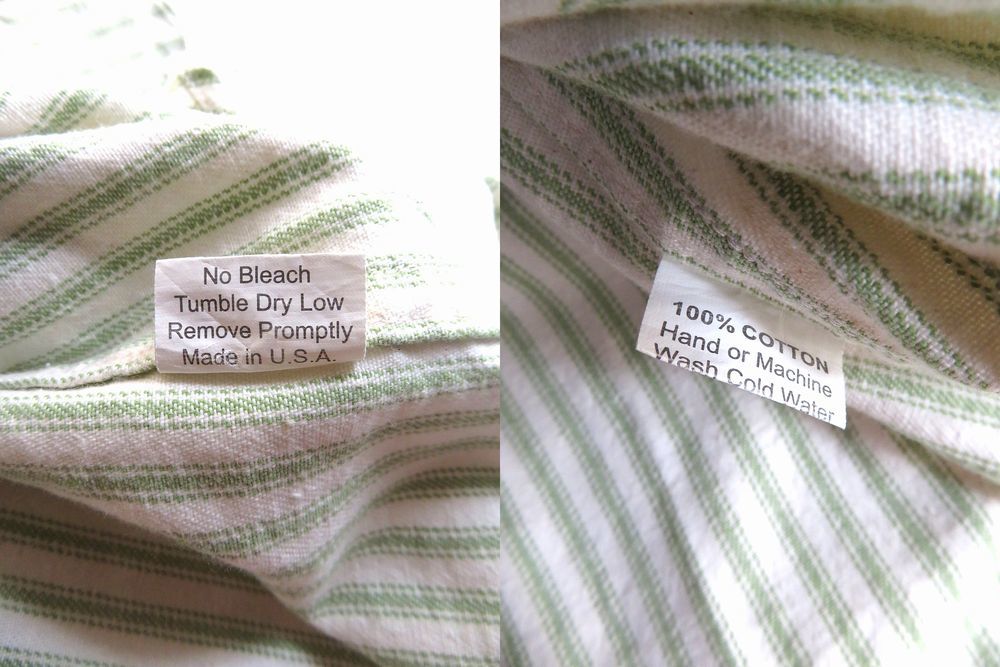 No Bleach
Tumble Dry Low
Remove Promptly
Made in U.S.A.
100% COTTON
Hand or Machine
Wash Cold Water